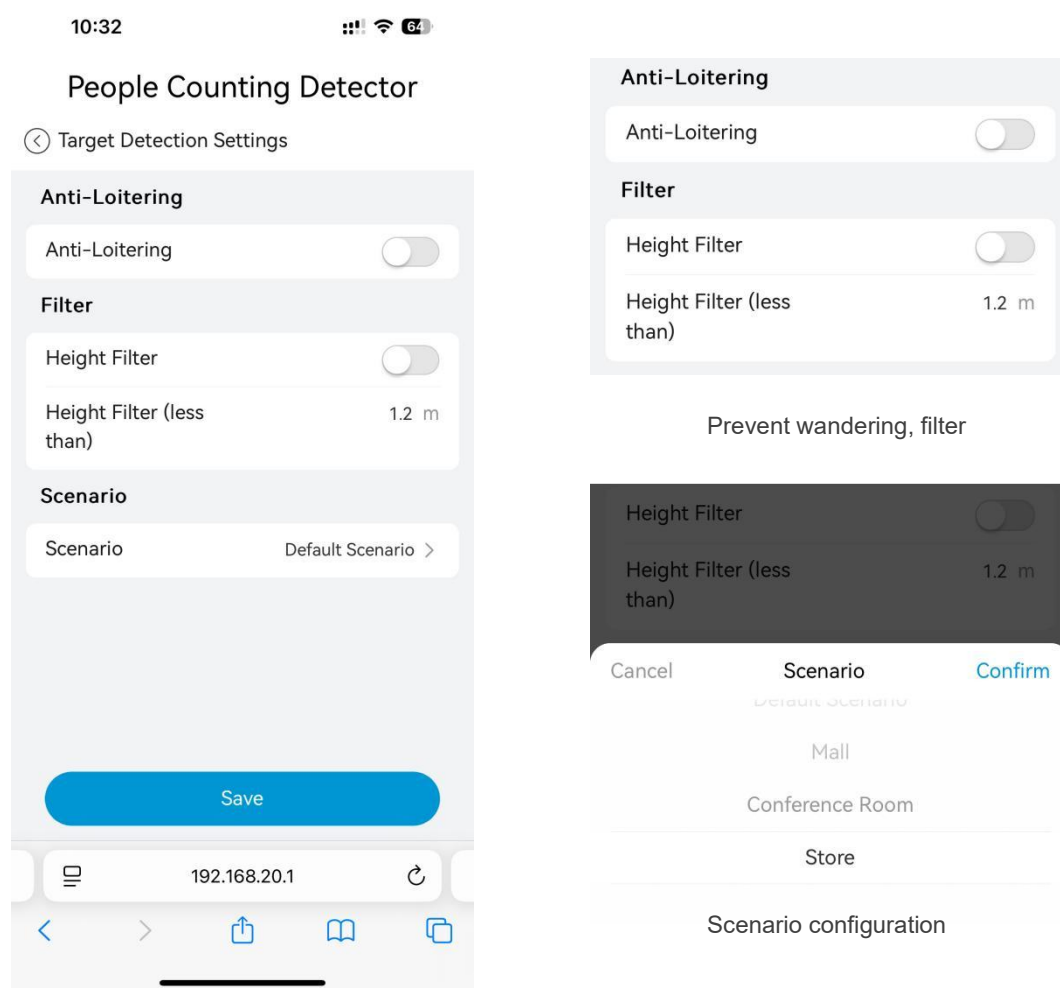 10:32
64
People Counting Detector
Target Detection Settings
Anti-Loitering
Anti-Loitering
Filter
Height Filter
Height Filter (less
than)
1.2 m
Scenario
Scenario
Default Scenario
Save
192.168.20.1
Anti-Loitering
Anti-Loitering
Filter
Height Filter
Height Filter (less
than)
1.2 m
Prevent wandering, filter
Height Filter
Height Filter (less
than)
1.2 m
Cancel
Scenario
Confirm
Default Scenario
Mall
Conference Room
Store
Scenario configuration